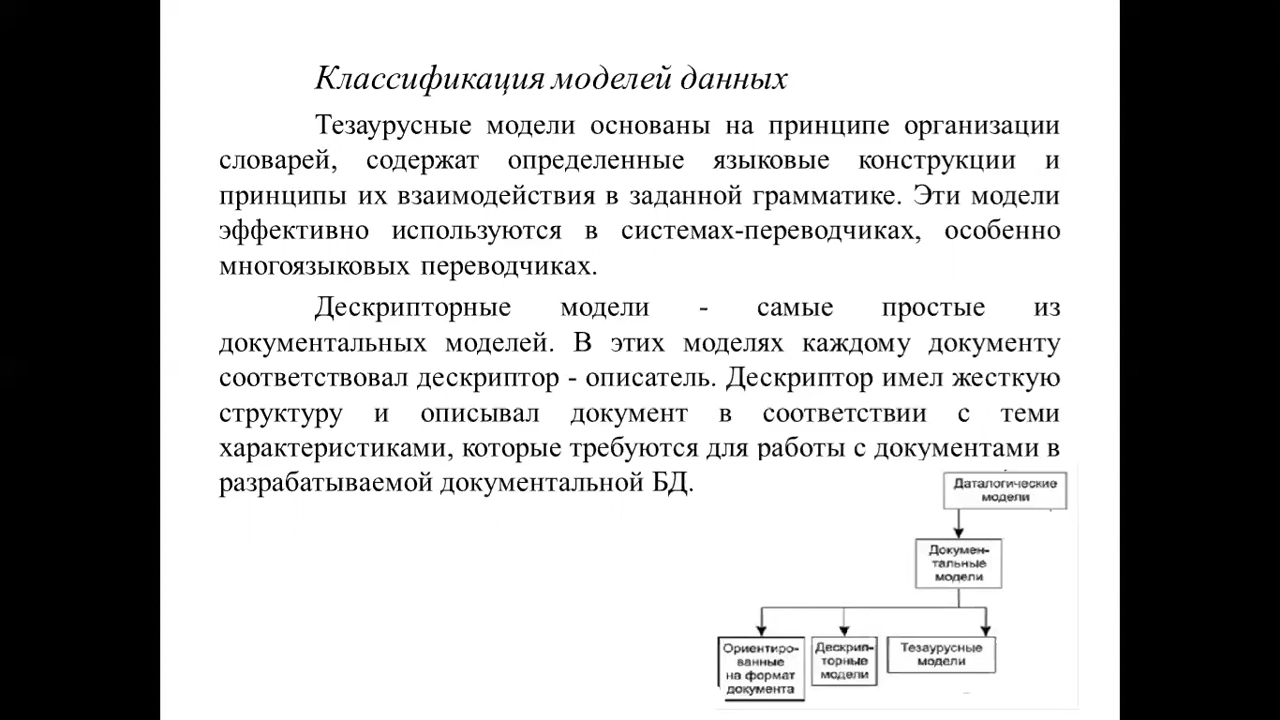 Классификация моделей данных
Тезаурусные модели основаны на принципе организации
словарей, содержат определенные языковые конструкции и
принципы их взаимодействия в заданной грамматике. Эти модели
эффективно используются в системах-переводчиках, особенно
многоязыковых переводчиках.
Дескрипторные модели - самые простые из
документальных моделей. В этих моделях каждому документу
соответствовал дескриптор - описатель. Дескриптор имел жесткую
структуру и описывал документ в соответствии с теми
характеристиками, которые требуются для работы с документами в
разрабатываемой документальной БД.
Даталогические
модели
Докумен-
тальные
модели
Ориентиро-
ванные
на формат
документа
Дескрип-
торные
модели
Тезаурусные
модели